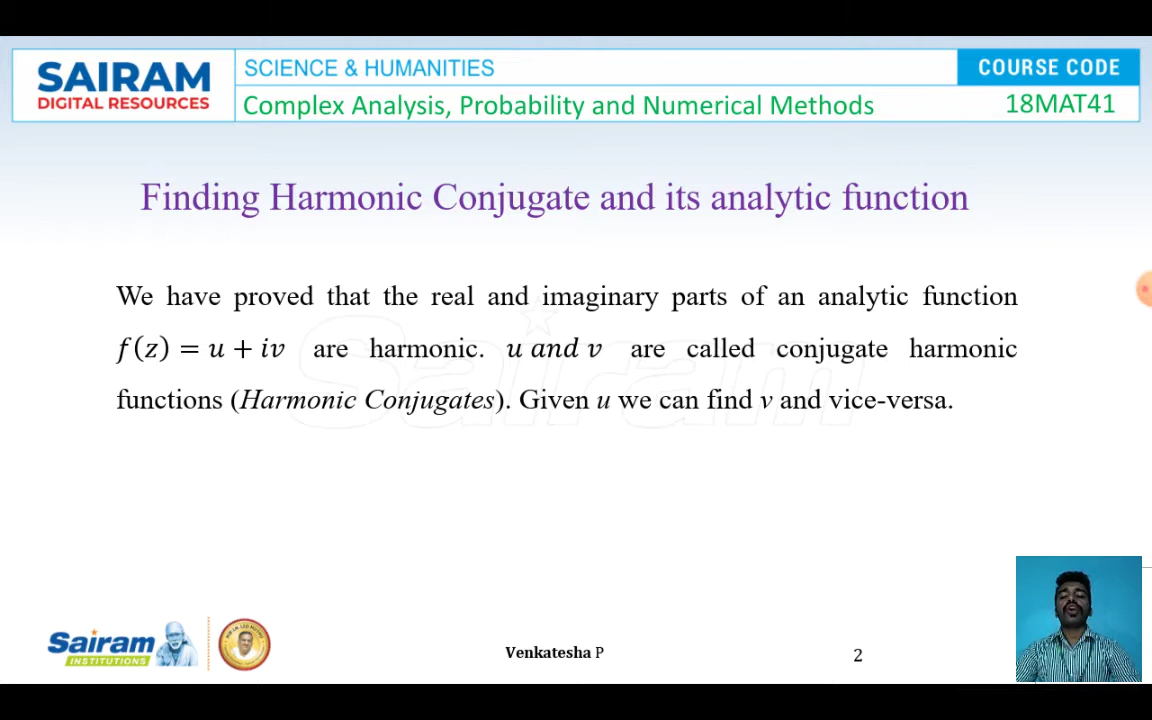 SAIRAM
DIGITAL RESOURCES
SCIENCE & HUMANITIES
COURSE CODE
Complex Analysis, Probability and Numerical Methods
18MAT41
Finding Harmonic Conjugate and its analytic function
We have proved that the real and imaginary parts of an analytic function
f(z) = u + iv are harmonic. u and v are called conjugate harmonic
functions (Harmonic Conjugates). Given u we can find v and vice-versa.
Sairam
Sairam
INSTITUTIONS
Venkatesha P
2